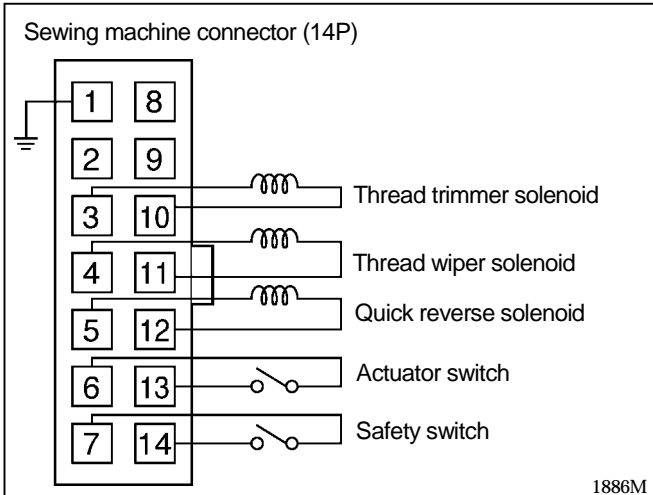 Sewing machine connector (14P)
1 8
2 9
3 10
Thread trimmer solenoid
4 11
Thread wiper solenoid
5 12
Quick reverse solenoid
6 13
Actuator switch
7 14
Safety switch
1886M